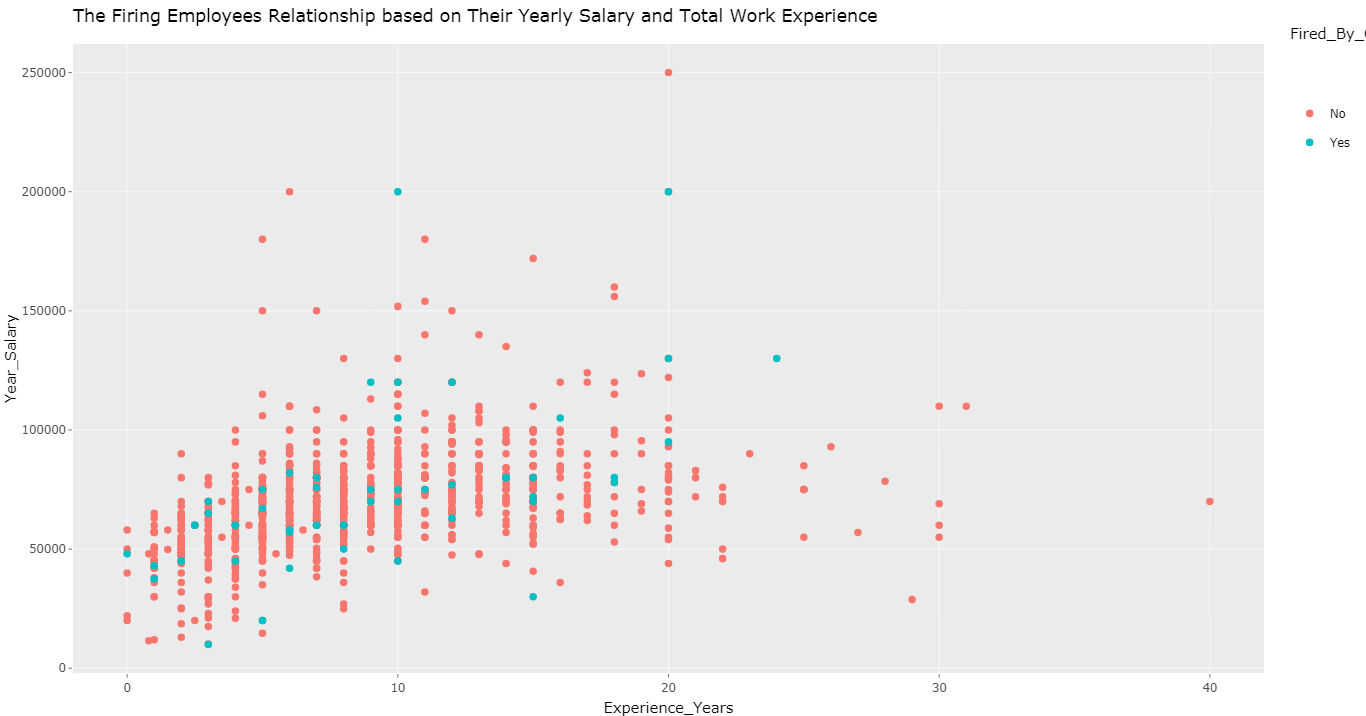 The Firing Employees Relationship based on Their Yearly Salary and Total Work Experience
Fired_By_
No
Yes
250000
200000
150000
100000
50000
0
Year_Salary
0 10 20 30 40
Experience_Years